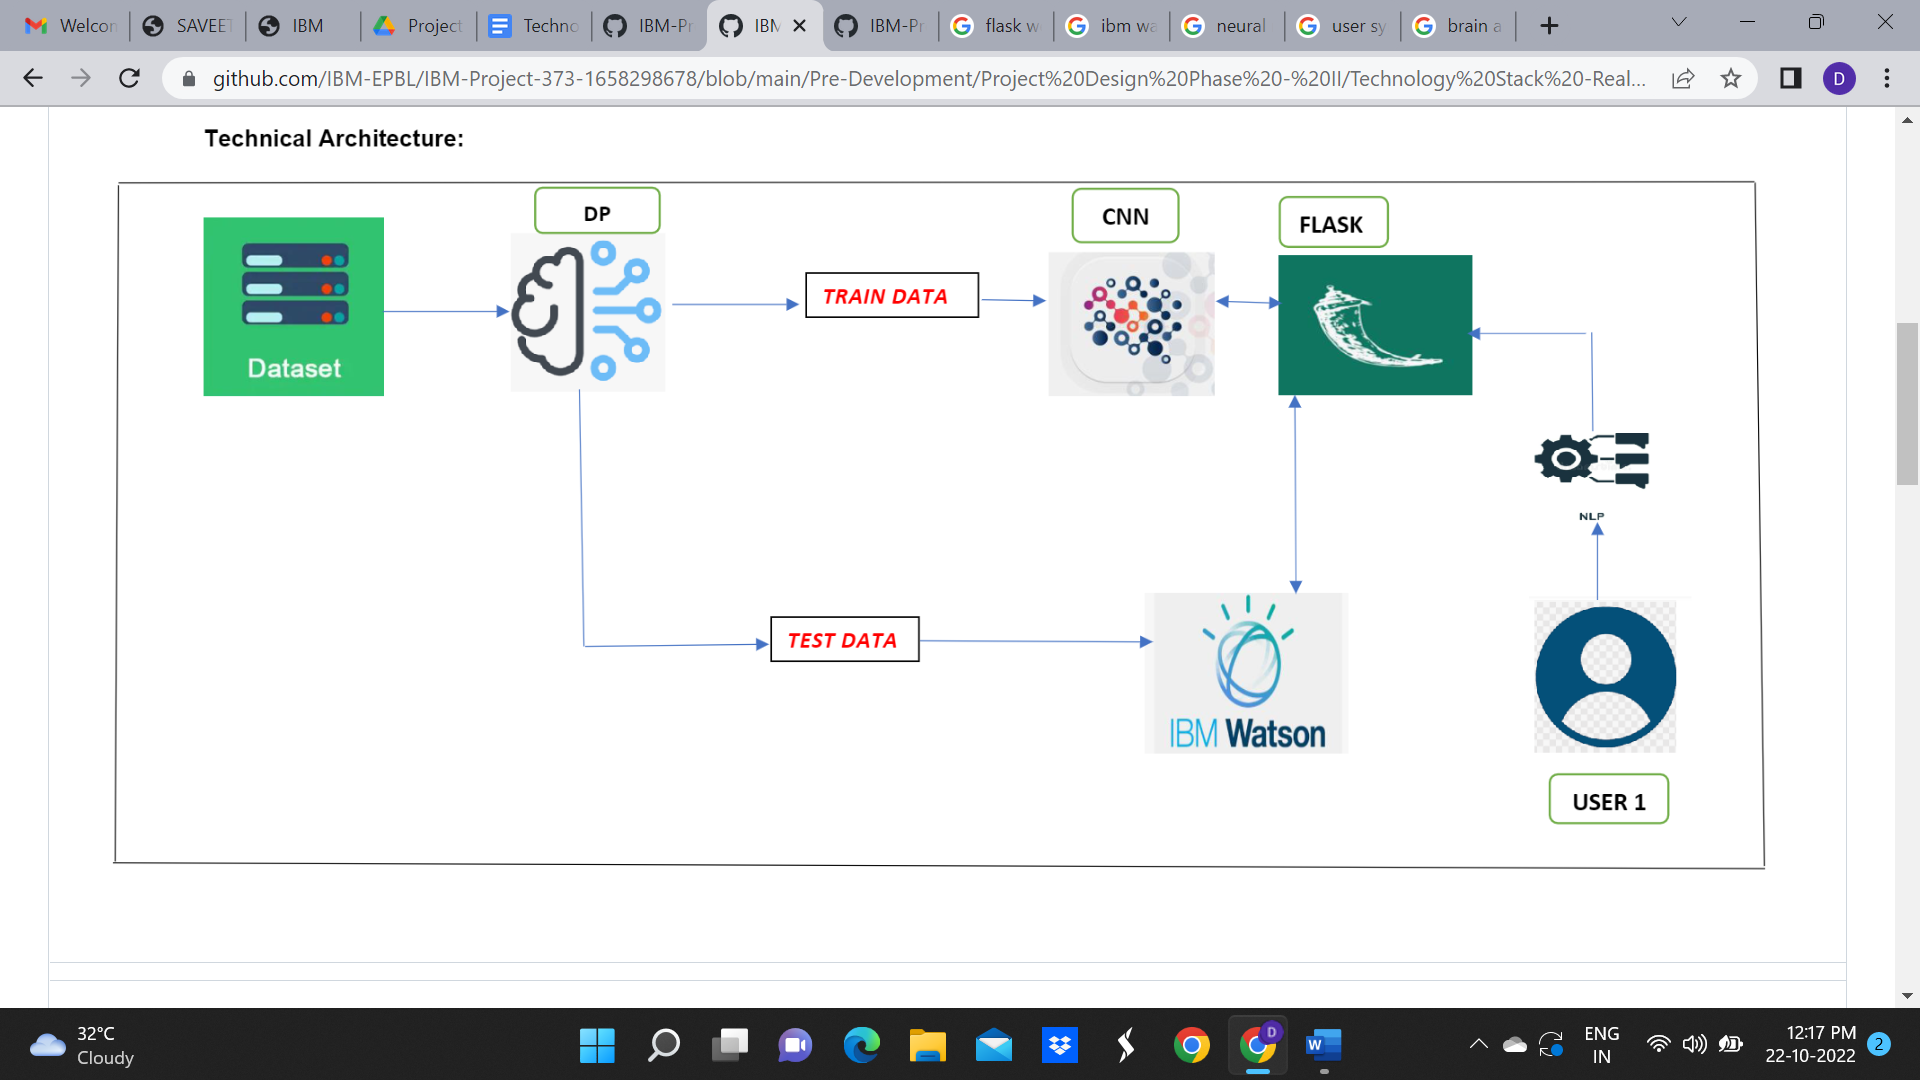 Welcon
SAVEET
IBM
Project
Techno
IBM-Pr
IBM
IBM-Pr
flask w
ibm wa
neural
user sy
brain a
github.com/IBM-EPBL/IBM-Project-373-1658298678/blob/main/Pre-Development/Project%20Design%20Phase%20-%20II/Technology%20Stack%20-Real...
D
Technical Architecture:
DP
CNN
FLASK
TRAIN DATA
Dataset
NLP
TEST DATA
IBM Watson
USER 1
32°C
Cloudy
D
W
ENG
IN
12:17 PM
22-10-2022
2